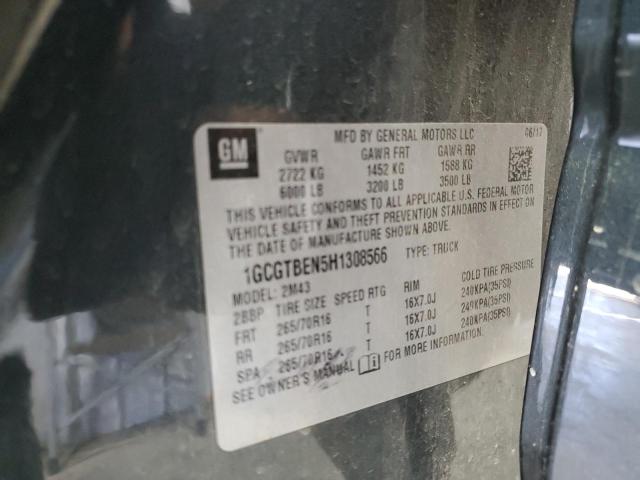 GM
MFD BY GENERAL MOTORS LLC 06/17
GVWR GAWR FRT GAWR RR
2722 KG 1452 KG 1588 KG
6000 LB 3200 LB 3500 LB
THIS VEHICLE CONFORMS TO ALL APPLICABLE U.S. FEDERAL MOTOR
VEHICLE SAFETY AND THEFT PREVENTION STANDARDS IN EFFECT ON
THE DATE OF MANUFACTURE SHOWN ABOVE.
1GCGTBEN5H1308566 TYPE: TRUCK
MODEL: 2M43
2BBP TIRE SIZE SPEED RTG RIM COLD TIRE PRESSURE
FRT 265/70R16 T 16X7.0J 240KPA(35PSI)
RR 265/70R16 T 16X7.0J 240KPA(35PSI)
SPA 265/70R16 T 16X7.0J 240KPA(35PSI)
SEE OWNER'S MANUAL FOR MORE INFORMATION.